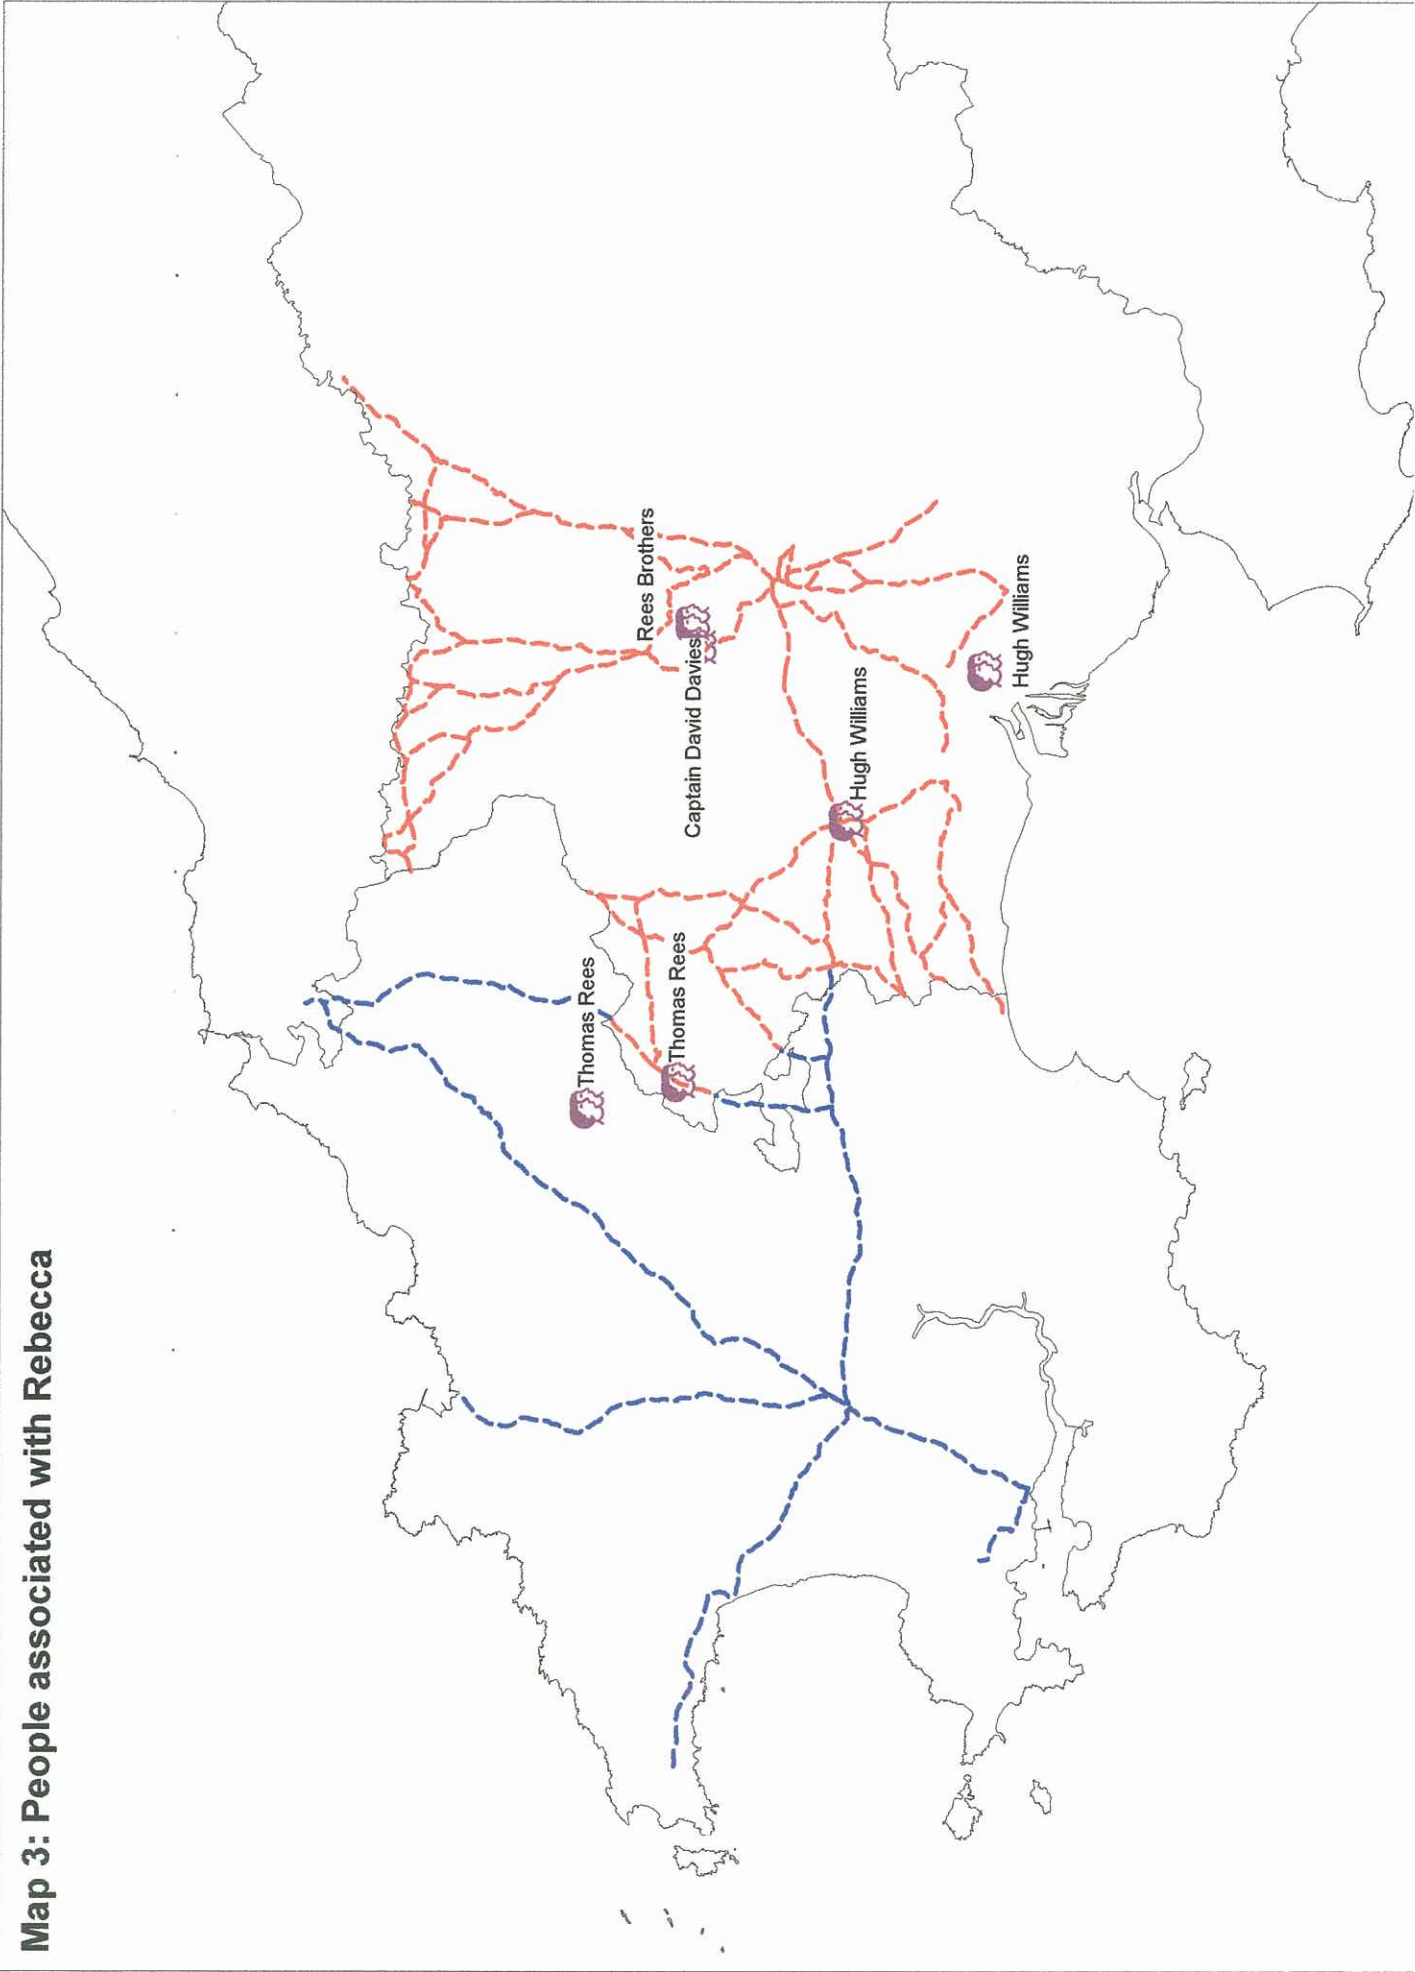 Map 3: People associated with Rebecca
Thomas Rees
Thomas Rees
Rees Brothers
Captain David Davies
Hugh Williams
Hugh Williams